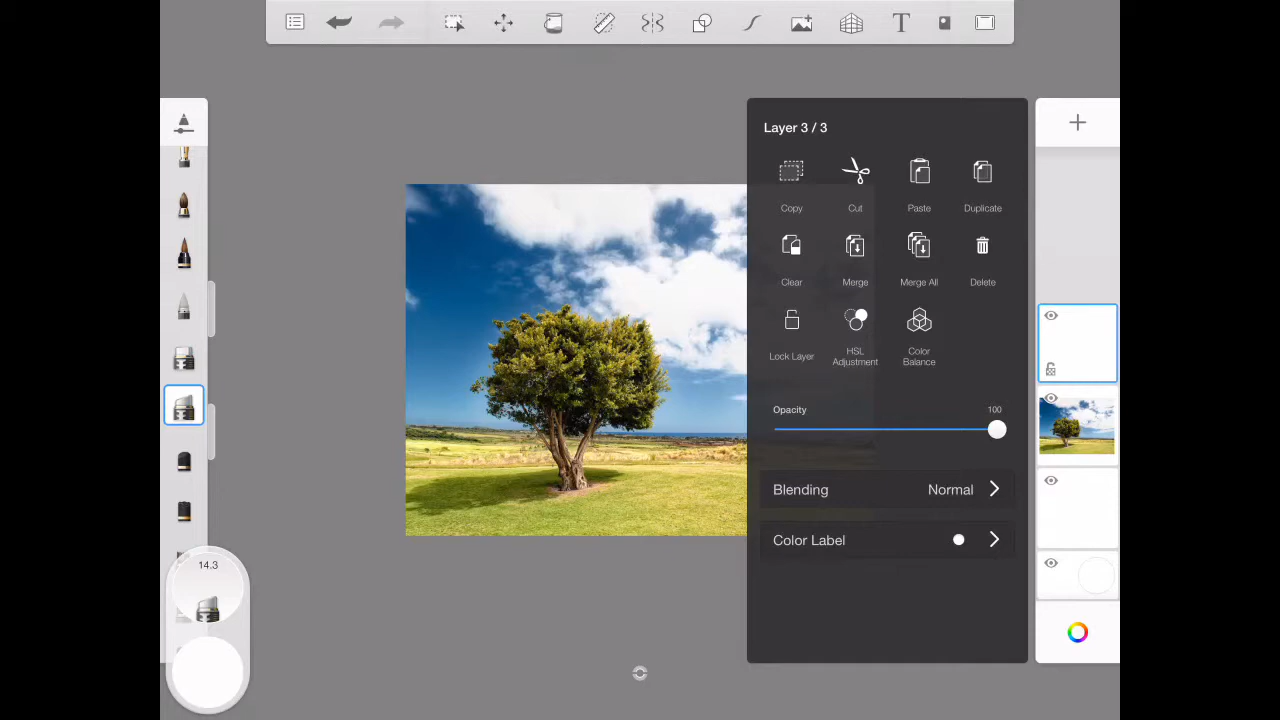 T
Layer 3 / 3
Copy Cut Paste Duplicate
Clear Merge Merge All Delete
Lock Layer HSL Adjustment Color Balance
Opacity 100
Blending Normal
Color Label
14.3